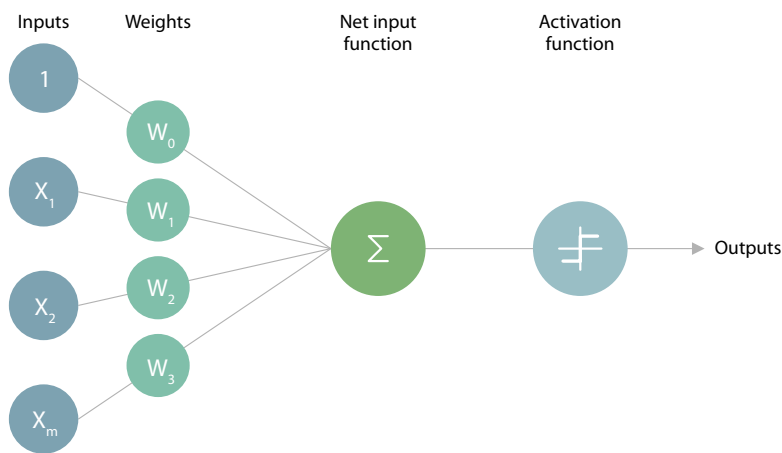 Inputs
Weights
Net input
function
Activation
function
1
X₁
X₂
Xₘ
W₀
W₁
W₂
W₃
Σ
Outputs